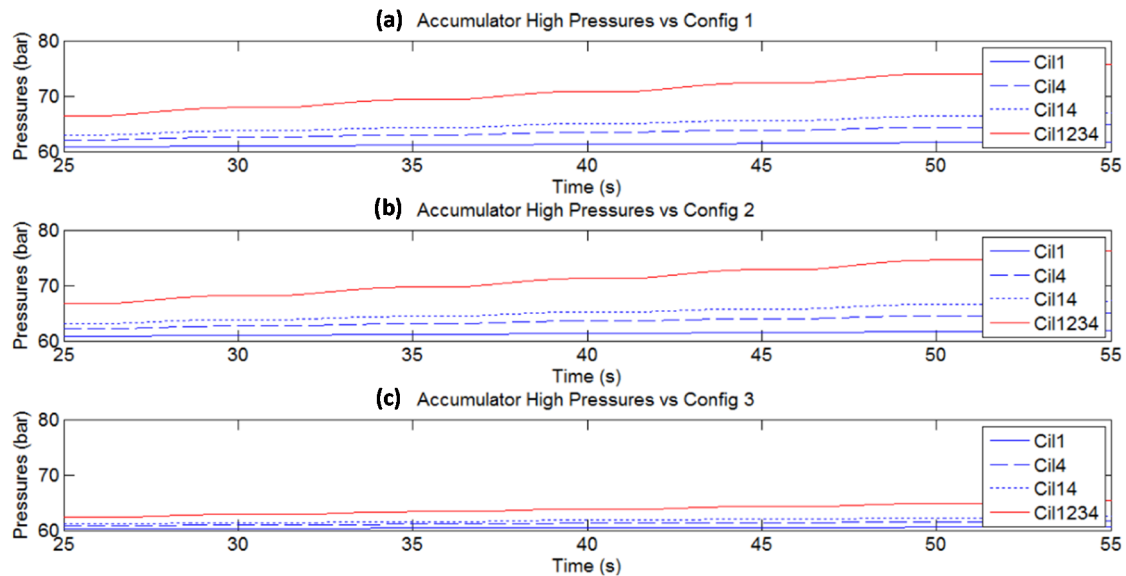 (a) Accumulator High Pressures vs Config 1
80
70
60
Pressures (bar)
25 30 35 40 45 50 55
Time (s)
Cil1
Cil4
Cil14
Cil1234
(b) Accumulator High Pressures vs Config 2
80
70
60
Pressures (bar)
25 30 35 40 45 50 55
Time (s)
Cil1
Cil4
Cil14
Cil1234
(c) Accumulator High Pressures vs Config 3
80
70
60
Pressures (bar)
25 30 35 40 45 50 55
Time (s)
Cil1
Cil4
Cil14
Cil1234